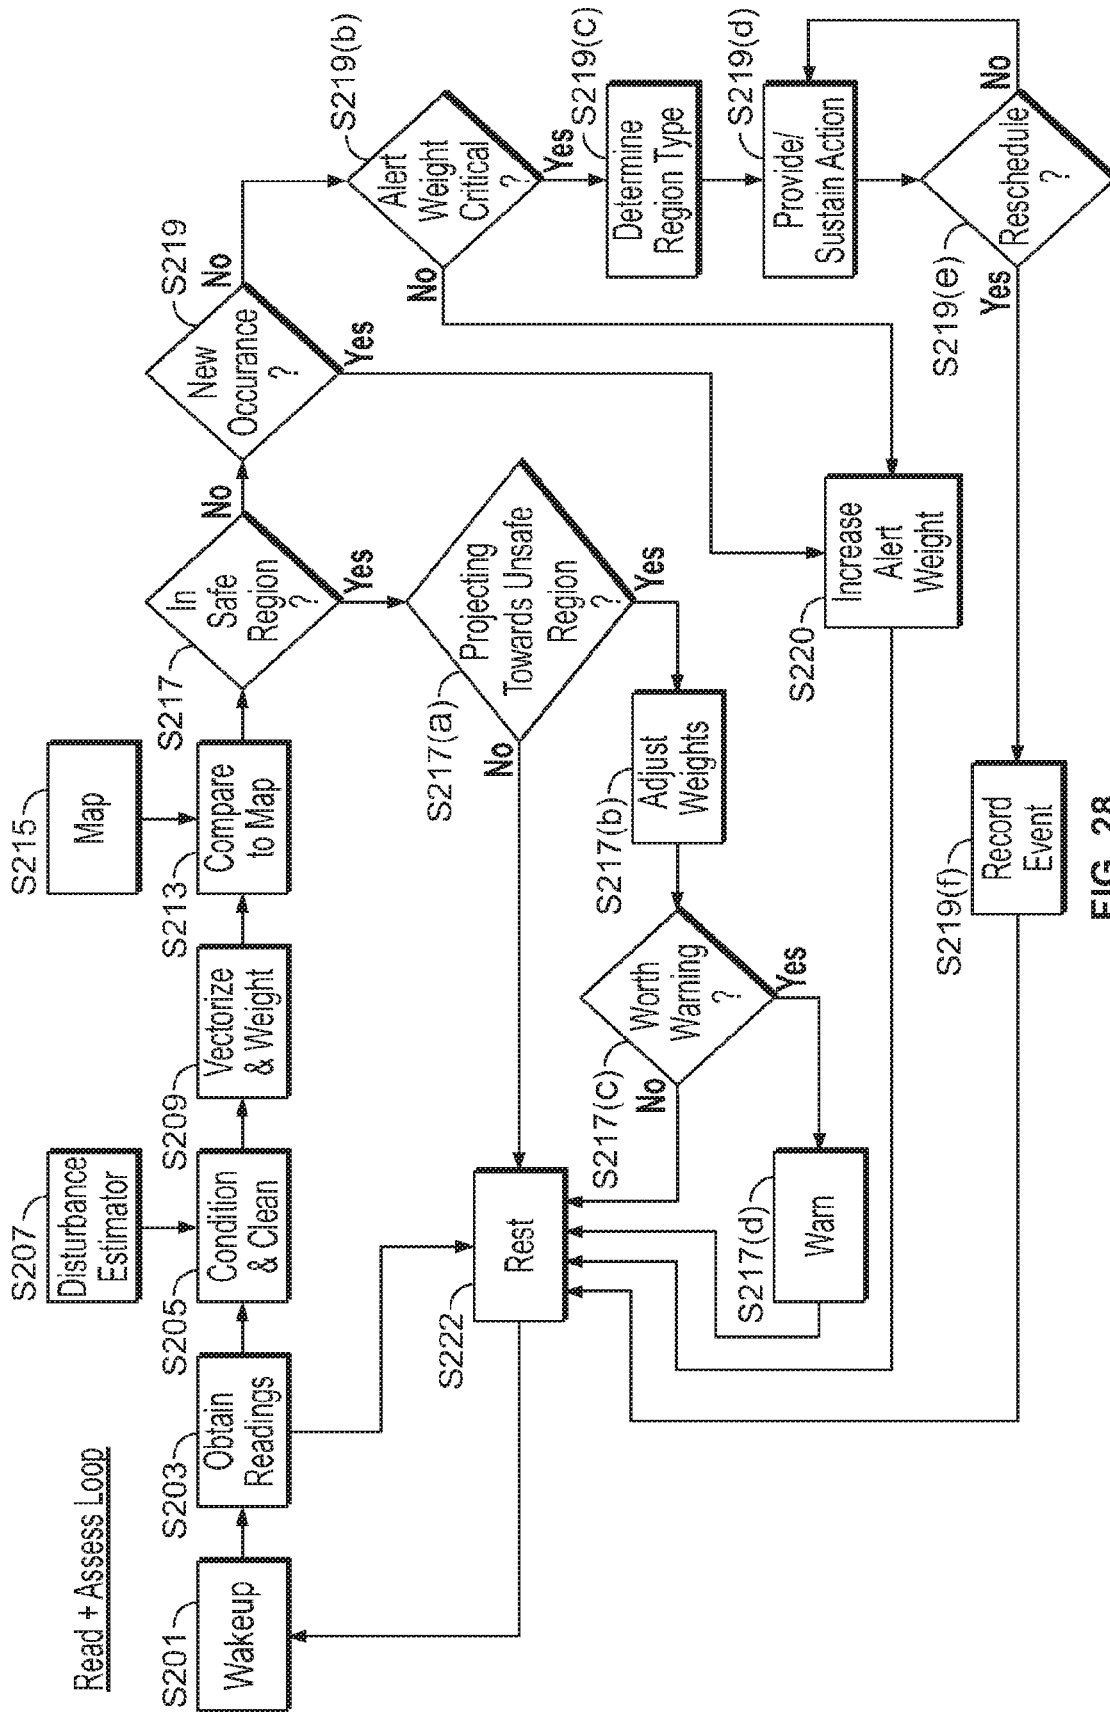 Read + Assess Loop
S201
Wakeup
S203
Obtain
Readings
S207
Disturbance
Estimator
S205
Condition
& Clean
S209
Vectorize
& Weight
S215
Map
S213
Compare
to Map
S217
In
Safe
Region
?
No
Yes
S219
New
Occurance
?
No
Yes
S219(b)
Alert
Weight
Critical
?
No
Yes
S219(c)
Determine
Region Type
S219(d)
Provide/
Sustain Action
S219(e)
Reschedule
?
No
Yes
S217(a)
Projecting
Towards Unsafe
Region
?
No
Yes
S217(b)
Adjust
Weights
S217(c)
Worth
Warning
?
No
Yes
S217(d)
Warn
S222
Rest
S220
Increase
Alert
Weight
S219(f)
Record
Event
FIG. 28